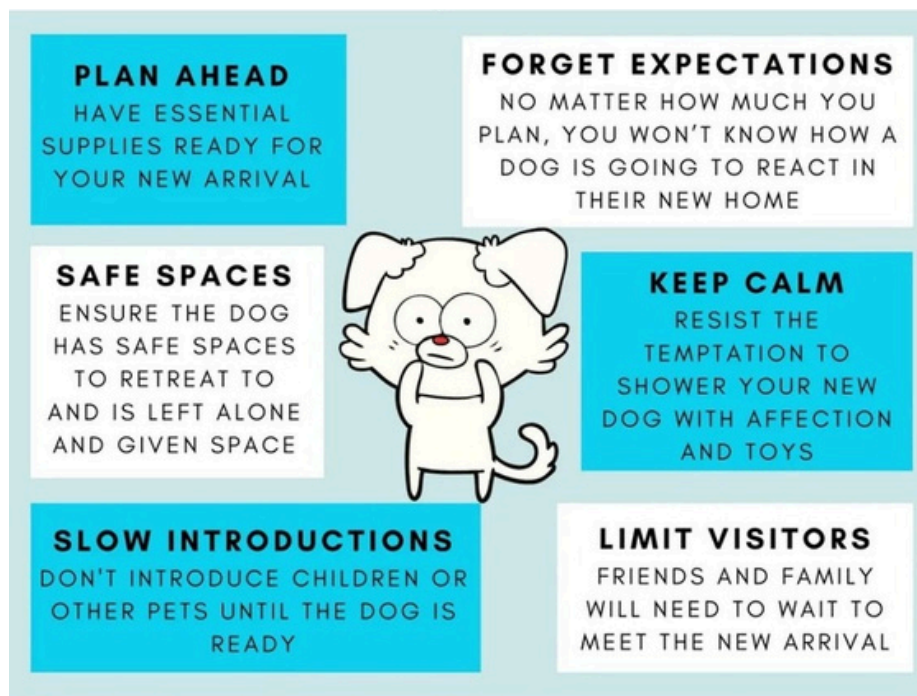 PLAN AHEAD
HAVE ESSENTIAL
SUPPLIES READY FOR
YOUR NEW ARRIVAL
FORGET EXPECTATIONS
NO MATTER HOW MUCH YOU
PLAN, YOU WON'T KNOW HOW A
DOG IS GOING TO REACT IN
THEIR NEW HOME
SAFE SPACES
ENSURE THE DOG
HAS SAFE SPACES
TO RETREAT TO
AND IS LEFT ALONE
AND GIVEN SPACE
KEEP CALM
RESIST THE
TEMPTATION TO
SHOWER YOUR NEW
DOG WITH AFFECTION
AND TOYS
SLOW INTRODUCTIONS
DON'T INTRODUCE CHILDREN OR
OTHER PETS UNTIL THE DOG IS
READY
LIMIT VISITORS
FRIENDS AND FAMILY
WILL NEED TO WAIT TO
MEET THE NEW ARRIVAL